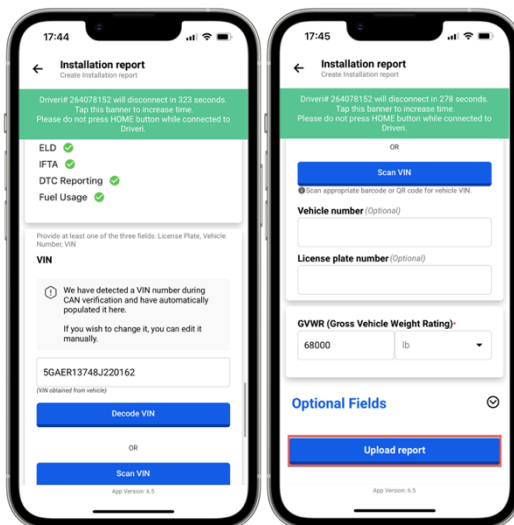 17:44
Installation report
Create Installation report
Driveri# 264078152 will disconnect in 323 seconds.
Tap this banner to increase time.
Please do not press HOME button while connected to
Driveri.
ELD
IFTA
DTC Reporting
Fuel Usage
Provide at least one of the three fields: License Plate, Vehicle
Number, VIN
VIN
We have detected a VIN number during
CAN verification and have automatically
populated it here.
If you wish to change it, you can edit it
manually.
5GAER13748J220162
(VIN obtained from vehicle)
Decode VIN
OR
Scan VIN
App Version: 6.5
17:45
Installation report
Create Installation report
Driveri# 264078152 will disconnect in 278 seconds.
Tap this banner to increase time.
Please do not press HOME button while connected to
Driveri.
OR
Scan VIN
Scan appropriate barcode or QR code for vehicle VIN.
Vehicle number (Optional)
License plate number (Optional)
GVWR (Gross Vehicle Weight Rating)*
68000 lb
Optional Fields
Upload report
App Version: 6.5